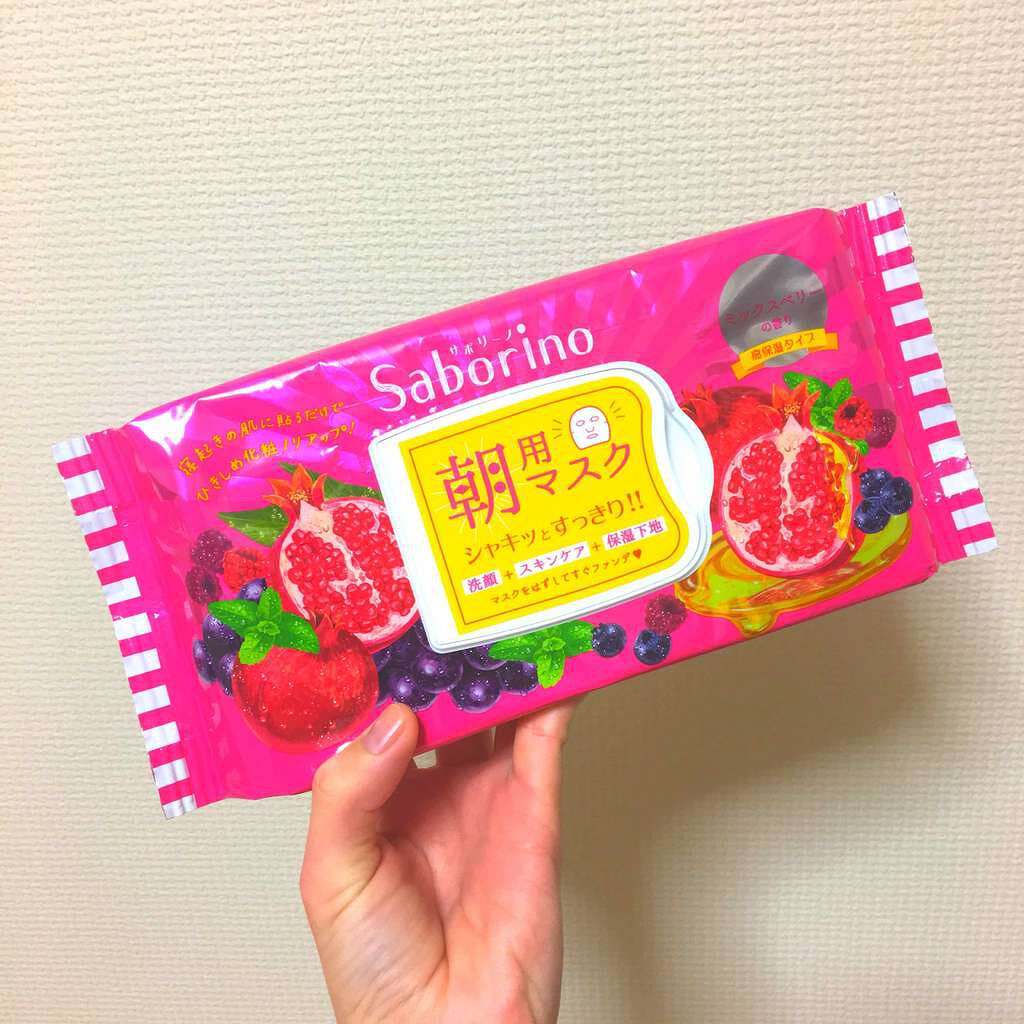 サボリーノ
Saborino
寝起きの肌に貼るだけで
ひきしめ化粧ノリアップ!
ミックスベリー
の香り
高保湿タイプ
朝用マスク
シャキッとすっきり!!
洗顔+スキンケア+保湿下地
マスクをはずしてすぐファンデ♥